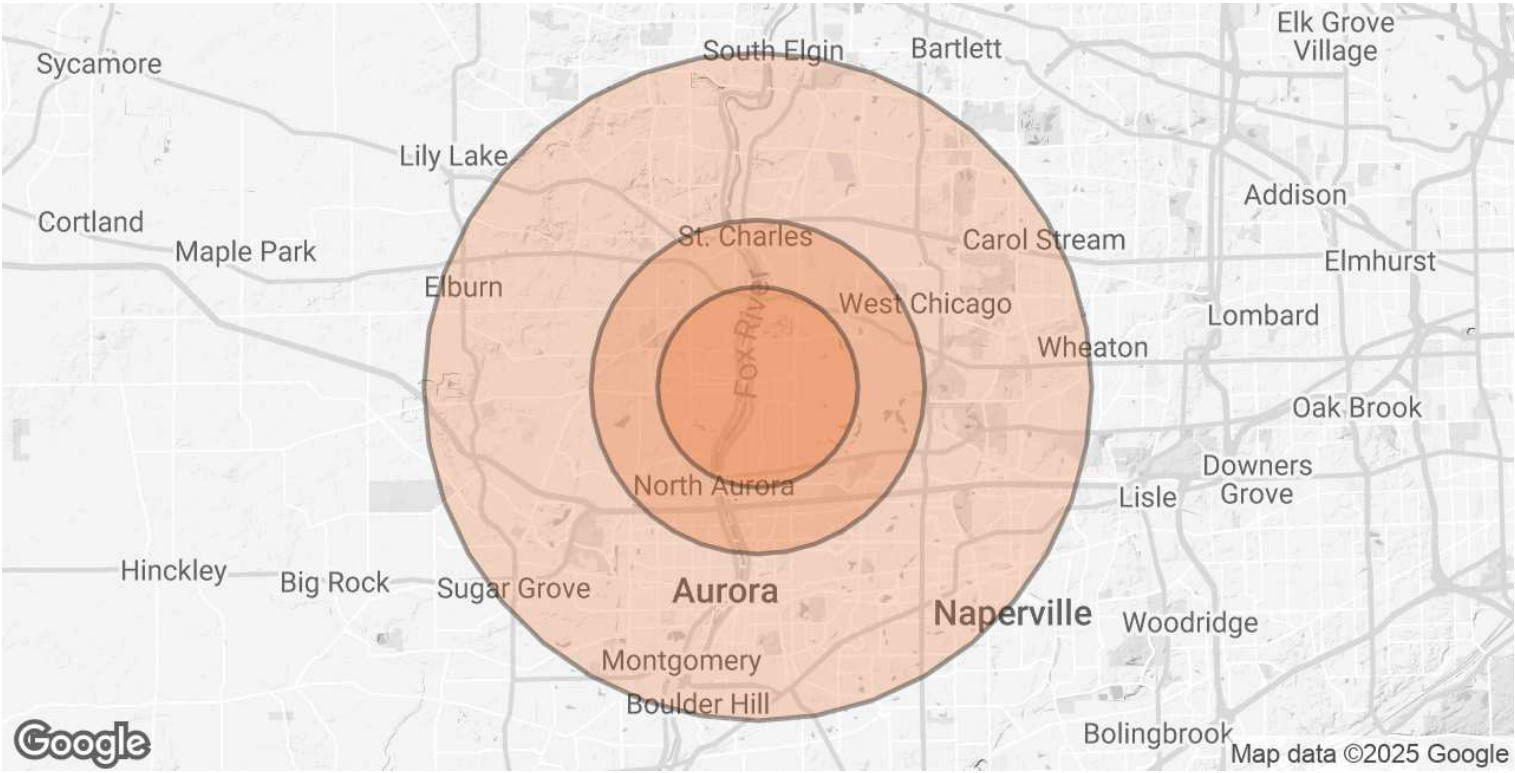 South Elgin
Bartlett
Elk Grove
Village
Sycamore
Lily Lake
Addison
Cortland
Maple Park
St. Charles
Carol Stream
Elmhurst
Elburn
Fox River
West Chicago
Lombard
Wheaton
Oak Brook
North Aurora
Downers
Grove
Lisle
Hinckley
Big Rock
Sugar Grove
Aurora
Naperville
Woodridge
Montgomery
Boulder Hill
Bolingbrook
Google
Map data ©2025 Google